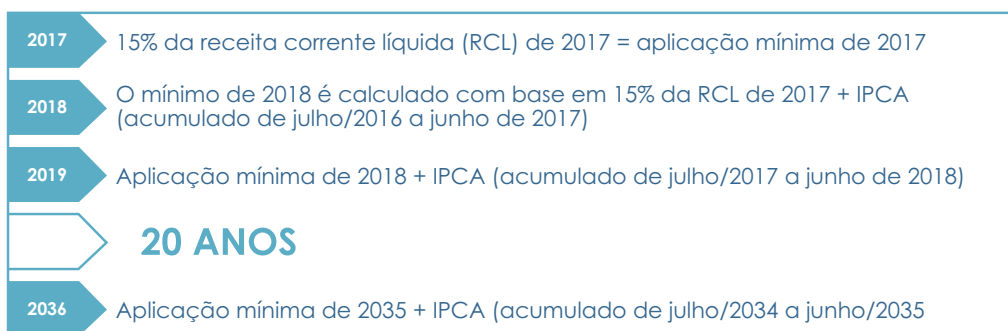 2017
15% da receita corrente líquida (RCL) de 2017 = aplicação mínima de 2017
2018
O mínimo de 2018 é calculado com base em 15% da RCL de 2017 + IPCA
(acumulado de julho/2016 a junho de 2017)
2019
Aplicação mínima de 2018 + IPCA (acumulado de julho/2017 a junho de 2018)
20 ANOS
2036
Aplicação mínima de 2035 + IPCA (acumulado de julho/2034 a junho/2035